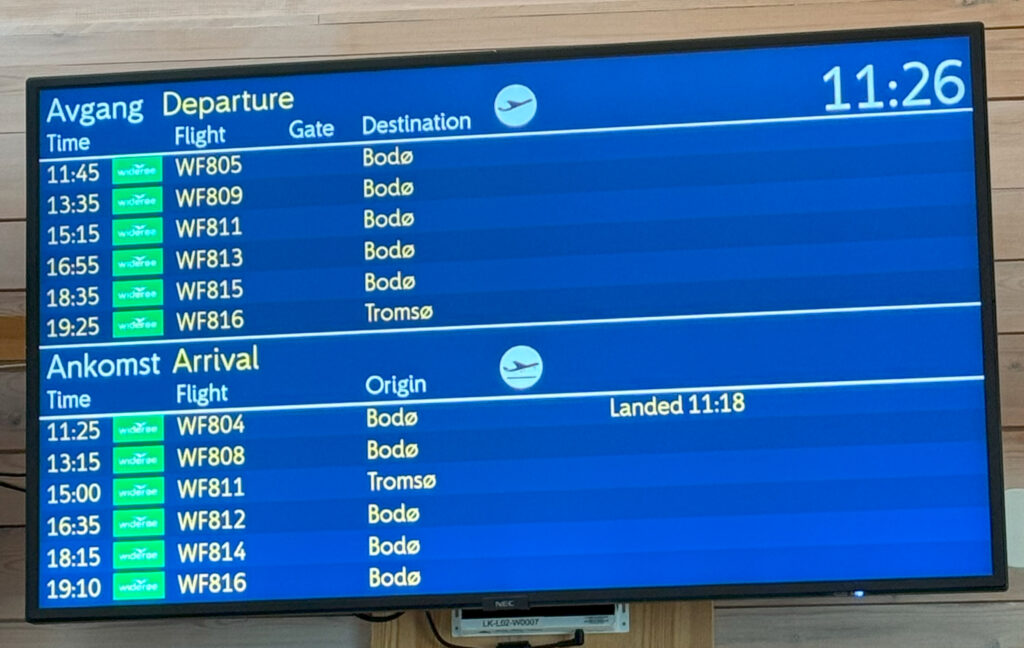 Avgang Departure 11:26
Time Flight Gate Destination
11:45 widerøe WF805 Bodø
13:35 widerøe WF809 Bodø
15:15 widerøe WF811 Bodø
16:55 widerøe WF813 Bodø
18:35 widerøe WF815 Bodø
19:25 widerøe WF816 Tromsø
Ankomst Arrival
Time Flight Origin
11:25 widerøe WF804 Bodø Landed 11:18
13:15 widerøe WF808 Bodø
15:00 widerøe WF811 Tromsø
16:35 widerøe WF812 Bodø
18:15 widerøe WF814 Bodø
19:10 widerøe WF816 Bodø
NEC
LK-L02-W0007